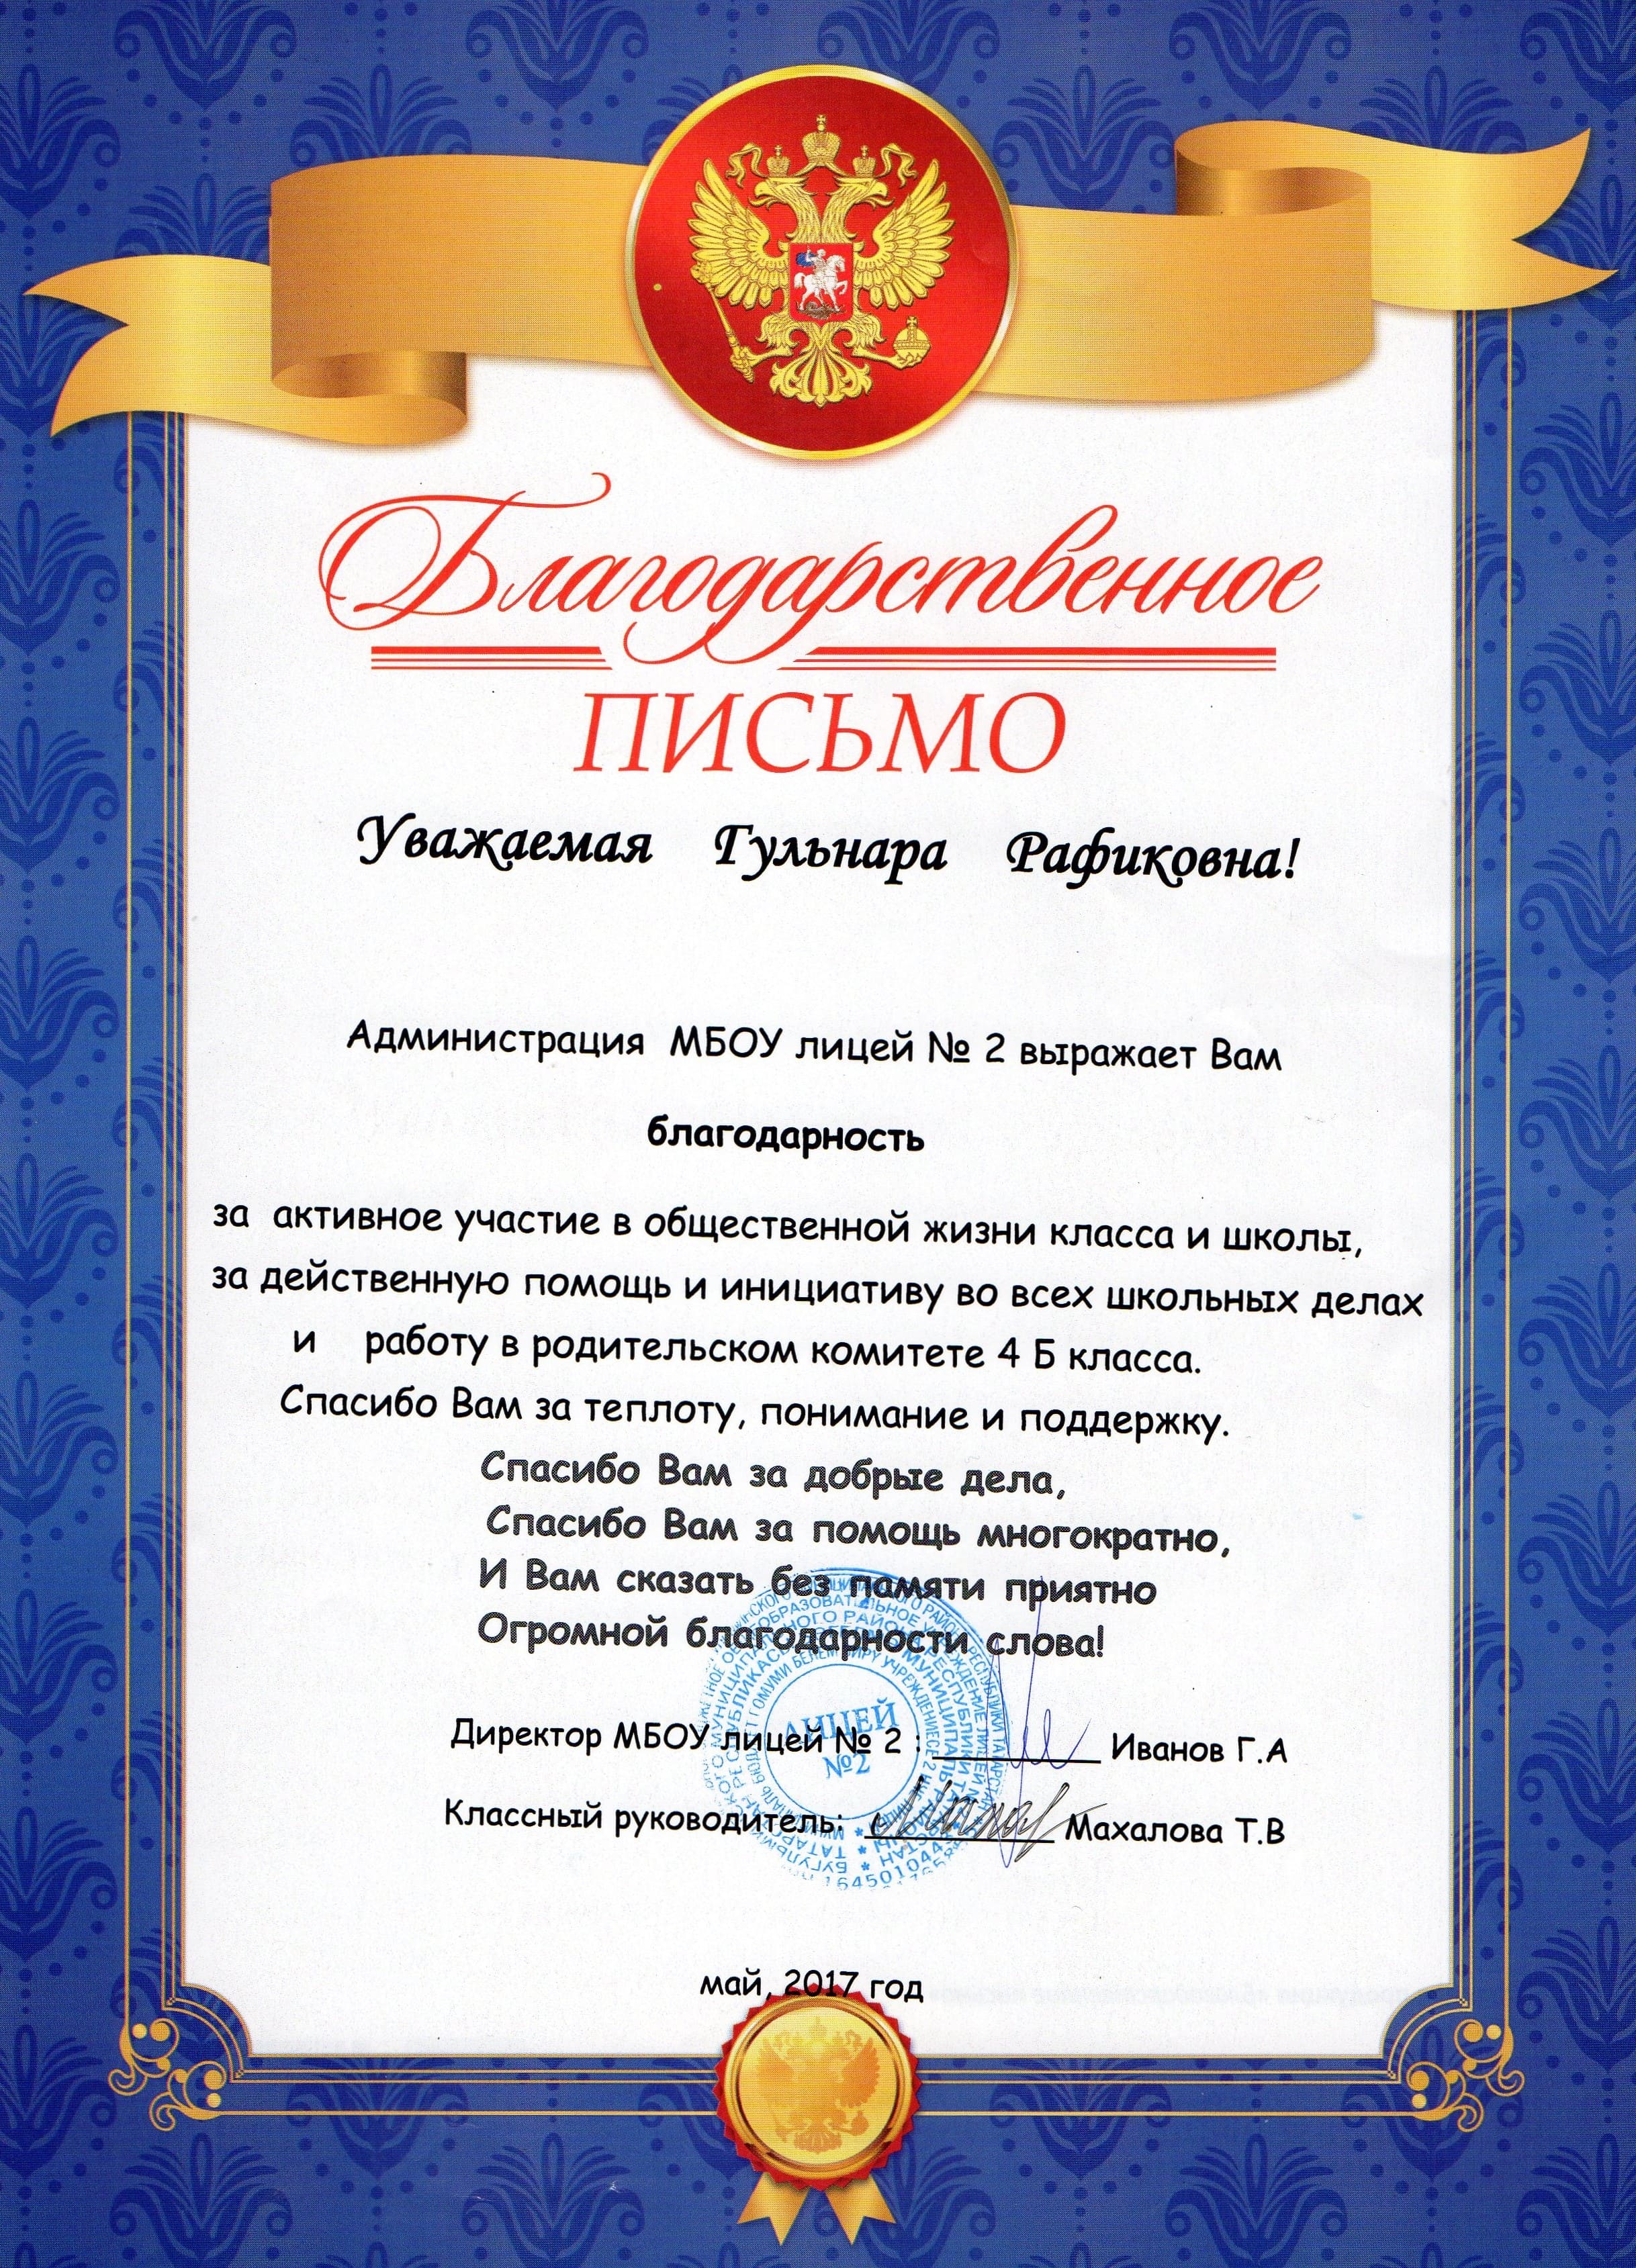 Благодарственное
ПИСЬМО
Уважаемая Гульнара Рафиковна!
Администрация МБОУ лицей № 2 выражает Вам
благодарность
за активное участие в общественной жизни класса и школы,
за действенную помощь и инициативу во всех школьных делах
и работу в родительском комитете 4 Б класса.
Спасибо Вам за теплоту, понимание и поддержку.
Спасибо Вам за добрые дела,
Спасибо Вам за помощь многократно,
И Вам сказать без памяти приятно
Огромной благодарности слова!
ЛИЦЕЙ
№2
Директор МБОУ лицей № 2 : Иванов Г.А
Классный руководитель: Махалова Т.В
май, 2017 год